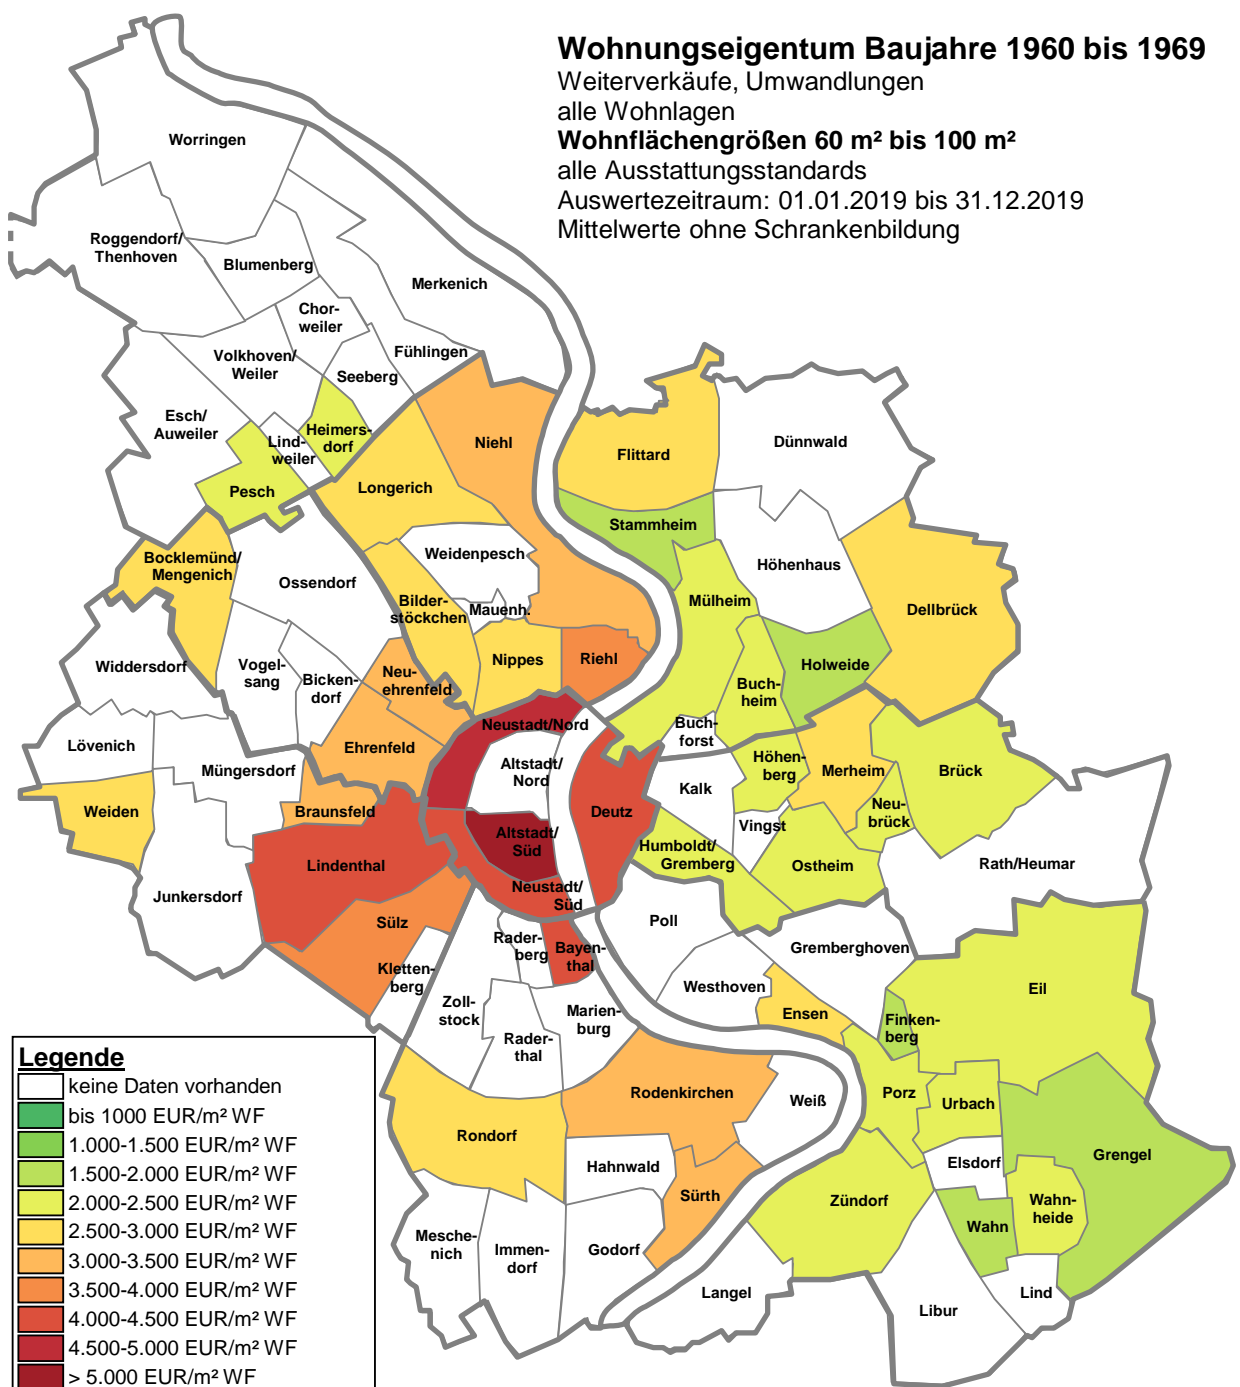 Wohnungseigentum Baujahre 1960 bis 1969
Weiterverkäufe, Umwandlungen
alle Wohnlagen
Wohnflächengrößen 60 m² bis 100 m²
alle Ausstattungsstandards
Auswertezeitraum: 01.01.2019 bis 31.12.2019
Mittelwerte ohne Schrankenbildung
Worringen
Roggendorf/
Thenhoven
Blumenberg
Merkenich
Chor-
weiler
Fühlingen
Volkhoven/
Weiler
Seeberg
Esch/
Auweiler
Lind-
weiler
Heimers-
dorf
Pesch
Niehl
Longerich
Flittard
Dünnwald
Stammheim
Höhenhaus
Dellbrück
Bocklemünd/
Mengenich
Ossendorf
Weidenpesch
Bilder-
stöckchen
Mauenh.
Mülheim
Widdersdorf
Vogel-
sang
Bicken-
dorf
Neu-
ehrenfeld
Nippes
Riehl
Buch-
heim
Holweide
Lövenich
Müngersdorf
Ehrenfeld
Neustadt/Nord
Altstadt/
Nord
Buch-
forst
Kalk
Höhen-
berg
Merheim
Brück
Weiden
Braunsfeld
Deutz
Vingst
Neu-
brück
Altstadt/
Süd
Humboldt/
Gremberg
Ostheim
Rath/Heumar
Lindenthal
Junkersdorf
Neustadt/
Süd
Sülz
Poll
Gremberghoven
Kletten-
berg
Rader-
berg
Bayen-
thal
Westhoven
Eil
Zoll-
stock
Rader-
thal
Marien-
burg
Ensen
Finken-
berg
Rodenkirchen
Weiß
Porz
Urbach
Rondorf
Hahnwald
Elsdorf
Grengel
Sürth
Zündorf
Wahn-
heide
Wahn
Mesche-
nich
Immen-
dorf
Godorf
Langel
Libur
Lind
Legende
keine Daten vorhanden
bis 1000 EUR/m² WF
1.000-1.500 EUR/m² WF
1.500-2.000 EUR/m² WF
2.000-2.500 EUR/m² WF
2.500-3.000 EUR/m² WF
3.000-3.500 EUR/m² WF
3.500-4.000 EUR/m² WF
4.000-4.500 EUR/m² WF
4.500-5.000 EUR/m² WF
> 5.000 EUR/m² WF